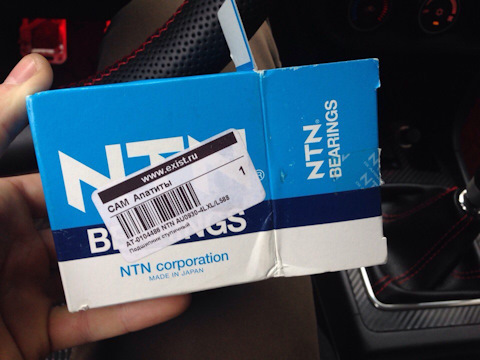 NTN
www.exist.ru
САМ Апатиты
1
AT-0104486 NTN AU0930-4LXL/L588
Подшипник ступичный
BEARINGS
NTN corporation
MADE IN JAPAN
NTN®
BEARINGS